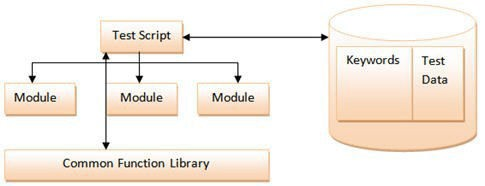 Test Script
Keywords
Test
Data
Module
Module
Module
Common Function Library